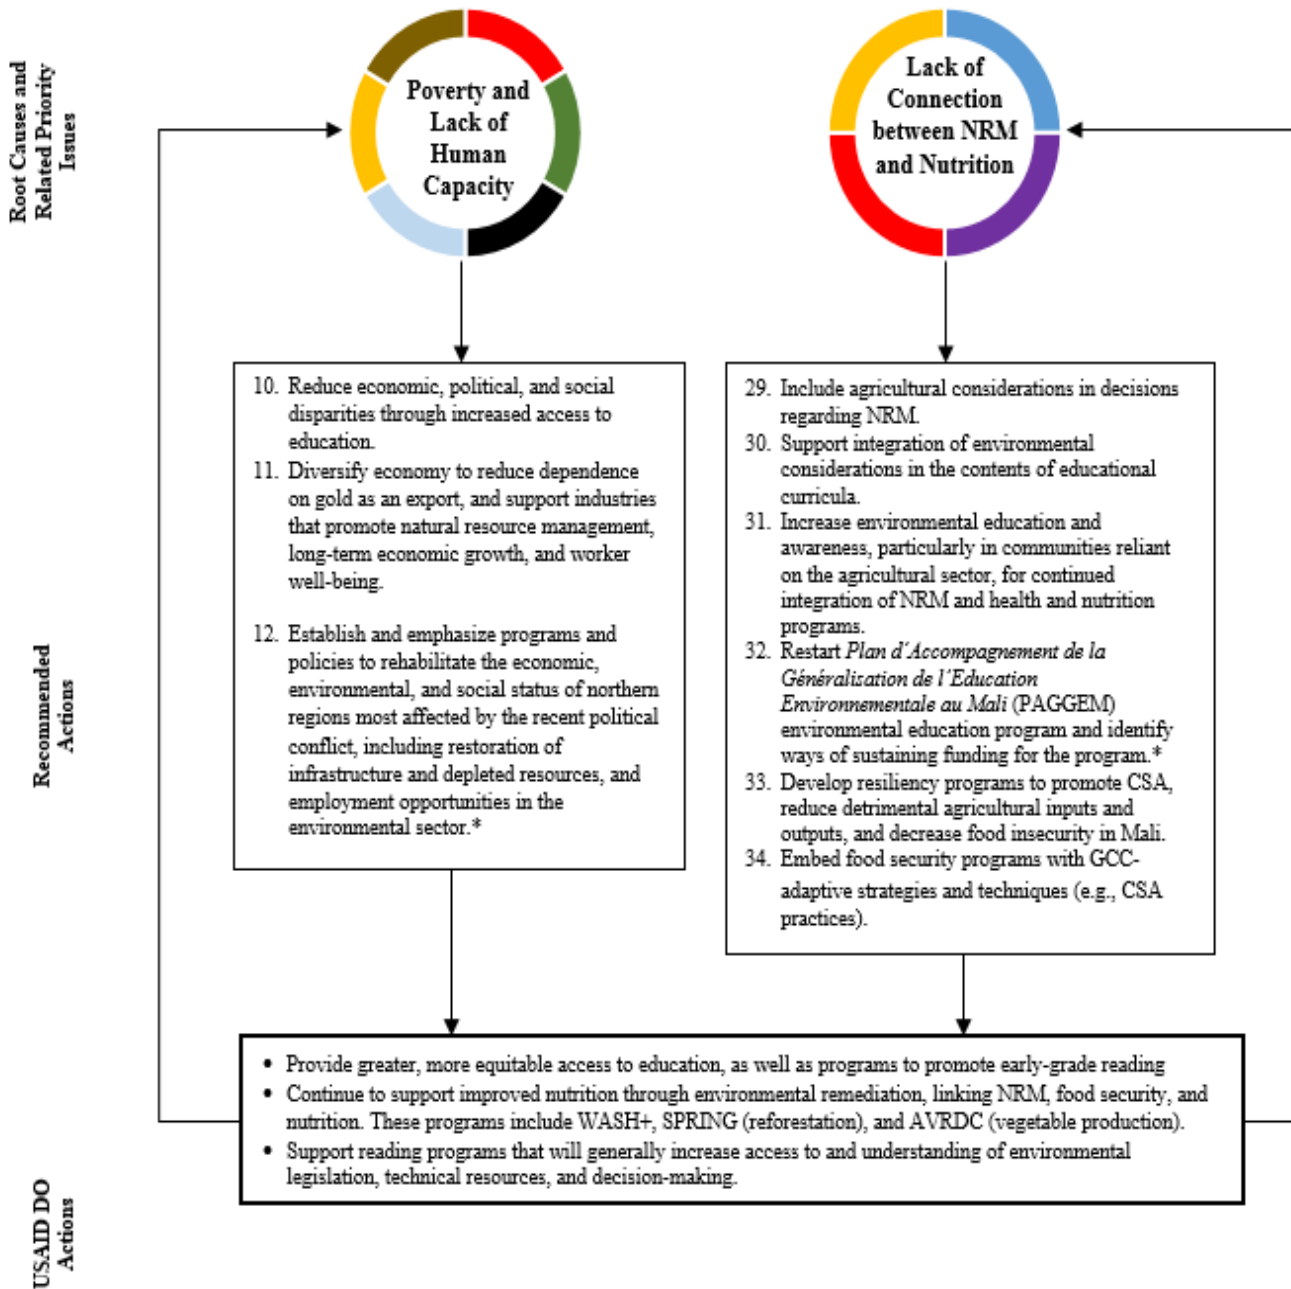 Root Causes and
Related Priority
Issues
Poverty and
Lack of
Human
Capacity
Lack of
Connection
between NRM
and Nutrition
Recommended
Actions
10. Reduce economic, political, and social
disparities through increased access to
education.
11. Diversify economy to reduce dependence
on gold as an export, and support industries
that promote natural resource management,
long-term economic growth, and worker
well-being.
12. Establish and emphasize programs and
policies to rehabilitate the economic,
environmental, and social status of northern
regions most affected by the recent political
conflict, including restoration of
infrastructure and depleted resources, and
employment opportunities in the
environmental sector.*
29. Include agricultural considerations in decisions
regarding NRM.
30. Support integration of environmental
considerations in the contents of educational
curricula.
31. Increase environmental education and
awareness, particularly in communities reliant
on the agricultural sector, for continued
integration of NRM and health and nutrition
programs.
32. Restart Plan d'Accompagnement de la
Généralisation de l'Education
Environnementale au Mali (PAGGEM)
environmental education program and identify
ways of sustaining funding for the program.*
33. Develop resiliency programs to promote CSA,
reduce detrimental agricultural inputs and
outputs, and decrease food insecurity in Mali.
34. Embed food security programs with GCC-
adaptive strategies and techniques (e.g., CSA
practices).
USAID DO
Actions
• Provide greater, more equitable access to education, as well as programs to promote early-grade reading
• Continue to support improved nutrition through environmental remediation, linking NRM, food security, and
nutrition. These programs include WASH+, SPRING (reforestation), and AVRDC (vegetable production).
• Support reading programs that will generally increase access to and understanding of environmental
legislation, technical resources, and decision-making.